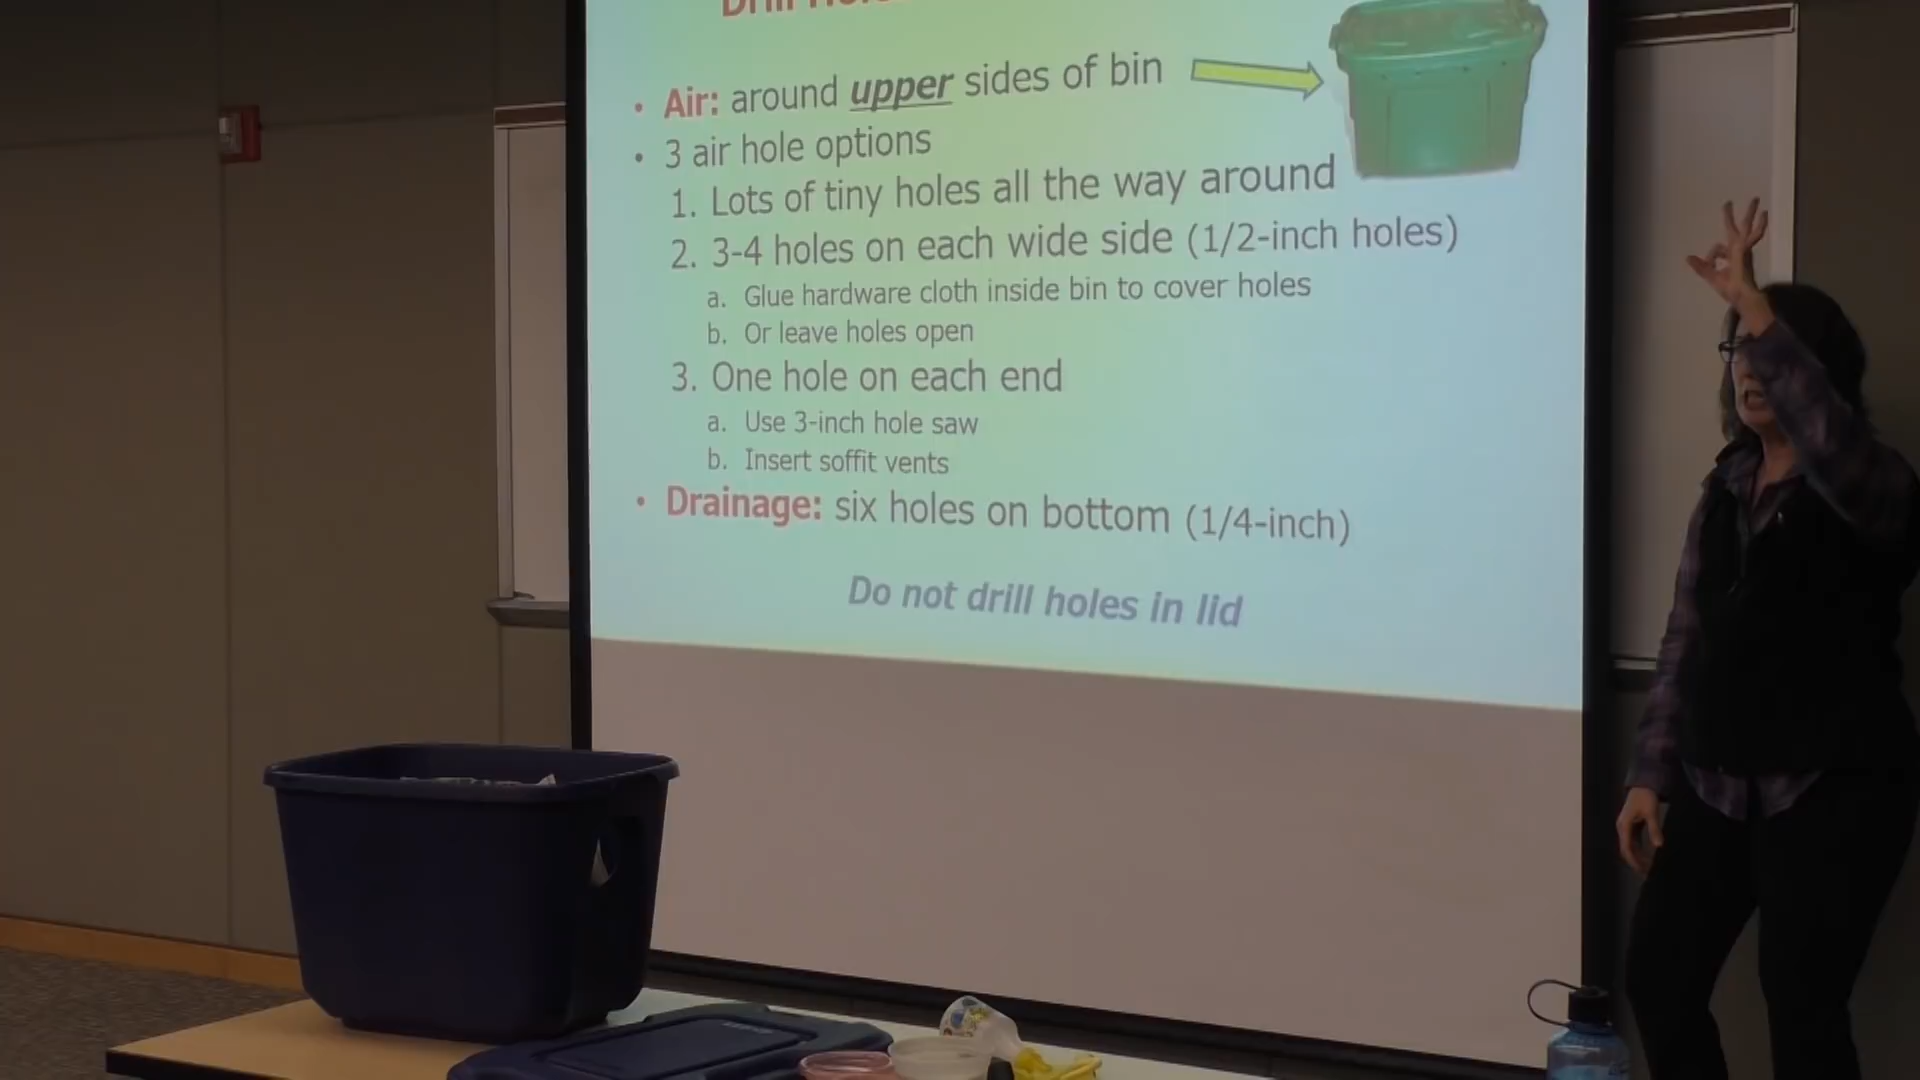 Drill
• Air: around upper sides of bin
• 3 air hole options
1. Lots of tiny holes all the way around
2. 3-4 holes on each wide side (1/2-inch holes)
a. Glue hardware cloth inside bin to cover holes
b. Or leave holes open
3. One hole on each end
a. Use 3-inch hole saw
b. Insert soffit vents
• Drainage: six holes on bottom (1/4-inch)
Do not drill holes in lid